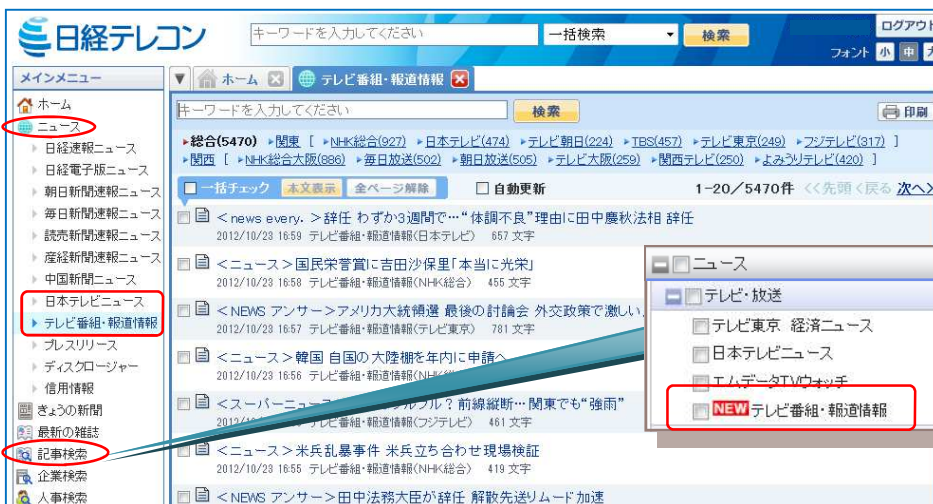 日経テレコン
キーワードを入力してください 一括検索 検索
ログアウト
フォント 小 中
メインメニュー
ホーム テレビ番組・報道情報
ホーム
ニュース
日経速報ニュース
日経電子版ニュース
朝日新聞速報ニュース
毎日新聞速報ニュース
読売新聞速報ニュース
産経新聞速報ニュース
中国新聞ニュース
日本テレビニュース
テレビ番組・報道情報
プレスリリース
ディスクロージャー
信用情報
きょうの新聞
最新の雑誌
記事検索
企業検索
人事検索
キーワードを入力してください 検索 印刷
総合(5470) 関東 [ NHK総合(927) 日本テレビ(474) テレビ朝日(224) TBS(457) テレビ東京(249) フジテレビ(317) ]
関西 [ NHK総合大阪(886) 毎日放送(502) 朝日放送(505) テレビ大阪(259) 関西テレビ(250) よみうりテレビ(420) ]
一括チェック 本文表示 全ページ解除 自動更新 1-20/5470件 <<先頭 <戻る 次へ>
<news every. >辞任 わずか3週間で…“体調不良”理由に田中慶秋法相 辞任
2012/10/23 16:59 テレビ番組・報道情報(日本テレビ) 657 文字
<ニュース>国民栄誉賞に吉田沙保里「本当に光栄」
2012/10/23 16:58 テレビ番組・報道情報(NHK総合) 455 文字
<NEWS アンサー>アメリカ大統領選 最後の討論会 外交政策で激しい
2012/10/23 16:57 テレビ番組・報道情報(テレビ東京) 781 文字
<ニュース>韓国 自国の大陸棚を年内に申請へ
2012/10/23 16:56 テレビ番組・報道情報
<スーパーニュース ? 前線縦断…関東でも“強雨”
テレビ番組・報道情報(フジテレビ) 461 文字
<ニュース>米兵乱暴事件 米兵立ち合わせ現場検証
2012/10/23 16:55 テレビ番組・報道情報(NHK総合) 419 文字
<NEWS アンサー>田中法務大臣が辞任 解散先送りムード加速
ニュース
テレビ・放送
テレビ東京 経済ニュース
日本テレビニュース
エムデータTVウォッチ
NEW テレビ番組・報道情報